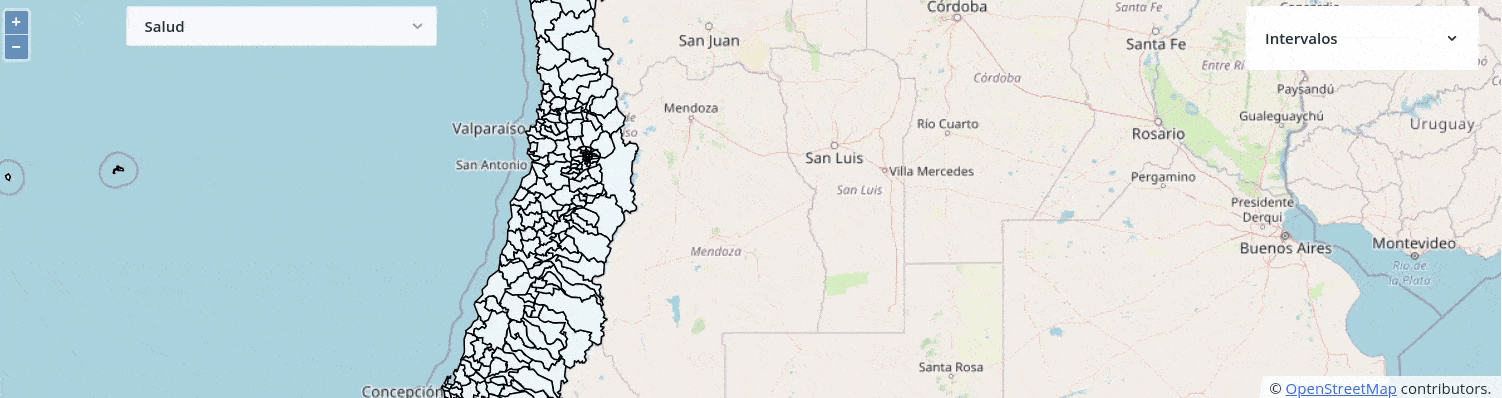 +
−
Salud
Intervalos
Córdoba
San Juan
Santa Fe
Santa Fe
Córdoba
Paysandú
Mendoza
Gualeguaychú
Río Cuarto
Uruguay
Valparaíso
Rosario
San Luis
San Antonio
Villa Mercedes
Pergamino
San Luis
Presidente
Derqui
Mendoza
Buenos Aires
Montevideo
Río de
la Plata
Santa Rosa
Concepción
© OpenStreetMap contributors.